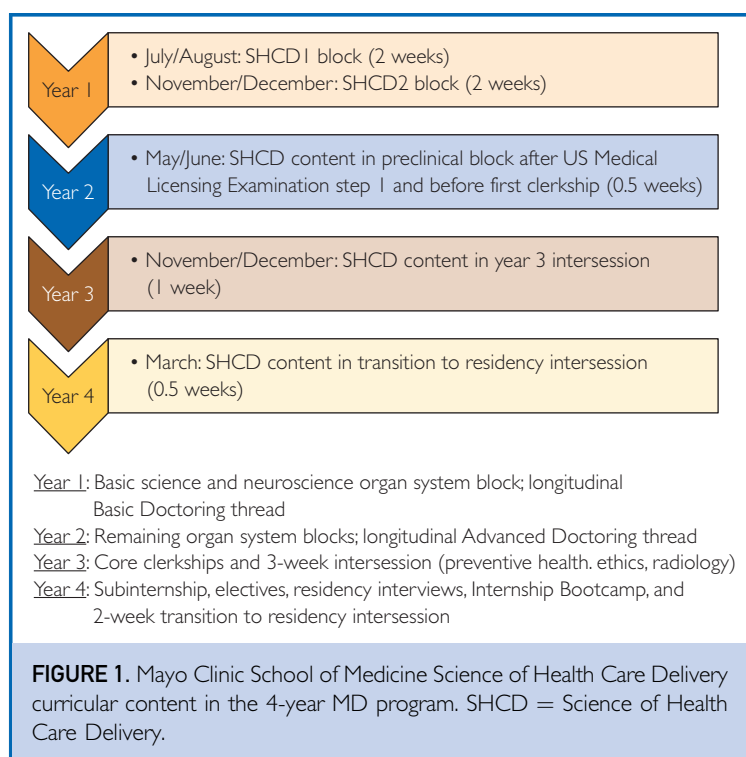 Year 1
• July/August: SHCD1 block (2 weeks)
• November/December: SHCD2 block (2 weeks)
Year 2
• May/June: SHCD content in preclinical block after US Medical
Licensing Examination step 1 and before first clerkship (0.5 weeks)
Year 3
• November/December: SHCD content in year 3 intersession
(1 week)
Year 4
• March: SHCD content in transition to residency intersession
(0.5 weeks)
Year 1: Basic science and neuroscience organ system block; longitudinal
Basic Doctoring thread
Year 2: Remaining organ system blocks; longitudinal Advanced Doctoring thread
Year 3: Core clerkships and 3-week intersession (preventive health. ethics, radiology)
Year 4: Subinternship, electives, residency interviews, Internship Bootcamp, and
2-week transition to residency intersession
FIGURE 1. Mayo Clinic School of Medicine Science of Health Care Delivery
curricular content in the 4-year MD program. SHCD = Science of Health
Care Delivery.